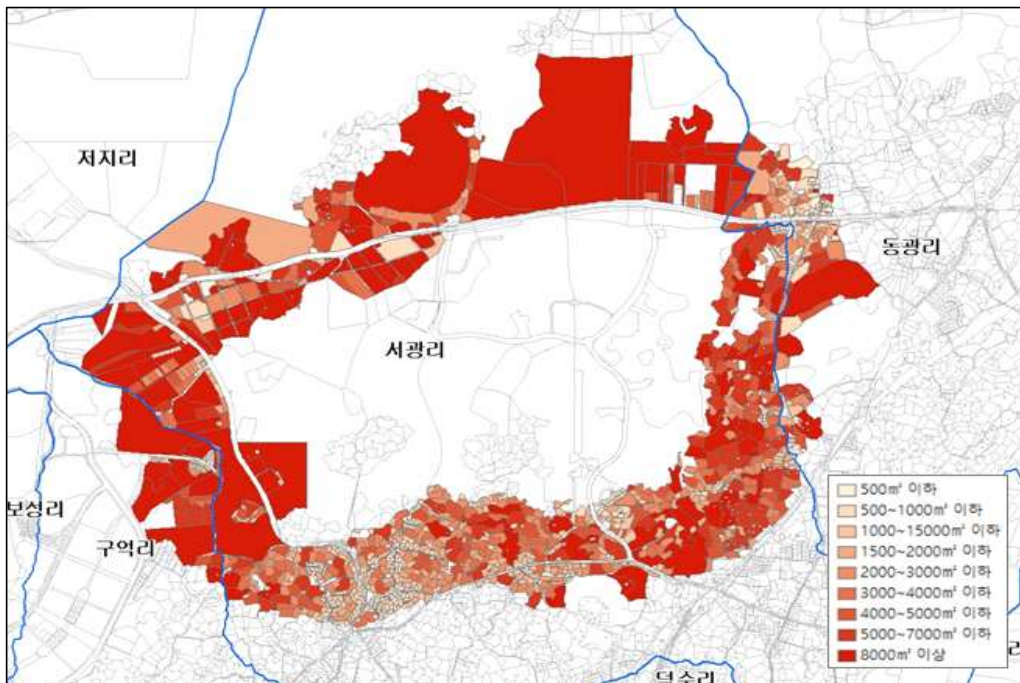 저지리
동광리
서광리
보성리
구억리
덕수리
리
500㎡ 이하
500~1000㎡ 이하
1000~15000㎡ 이하
1500~2000㎡ 이하
2000~3000㎡ 이하
3000~4000㎡ 이하
4000~5000㎡ 이하
5000~7000㎡ 이하
8000㎡ 이상